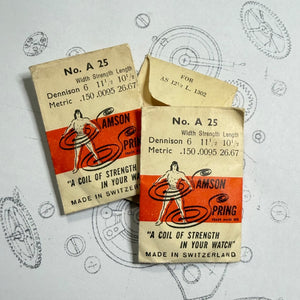 No. A 25
Width Strength Length
Dennison 6 11½ 10½
Metric .150 .0095 26.67
SAMSON
SPRING
"A COIL OF STRENGTH
IN YOUR WATCH"
MADE IN SWITZERLAND
FOR
AS 12½ L. 1302
No. A 25
Width Strength Length
Dennison 6 11½ 10½
Metric .150 .0095 26.67
SAMSON
SPRING
"A COIL OF STRENGTH
IN YOUR WATCH"
MADE IN SWITZERLAND